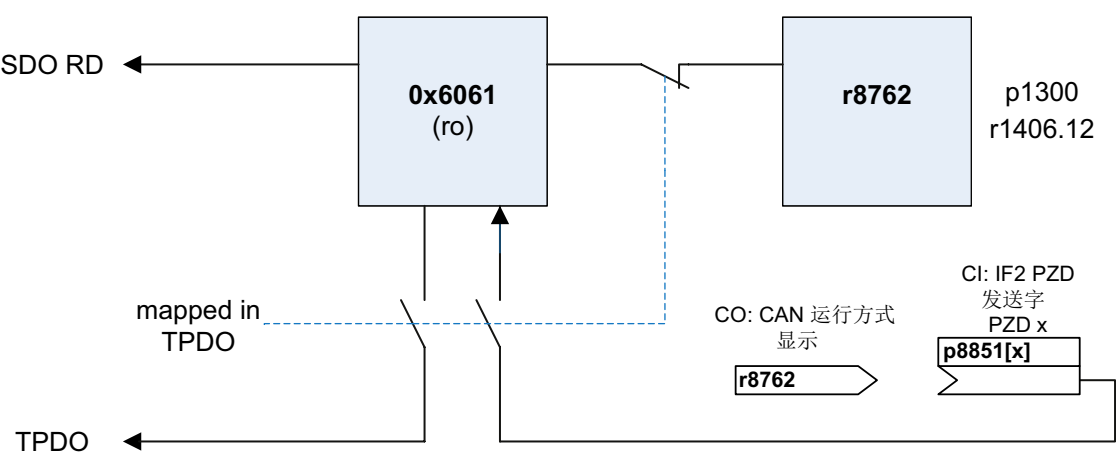 SDO RD
0x6061
(ro)
r8762
p1300
r1406.12
mapped in
TPDO
CO: CAN 运行方式
显示
r8762
CI: IF2 PZD
发送字
PZD x
p8851[x]
TPDO